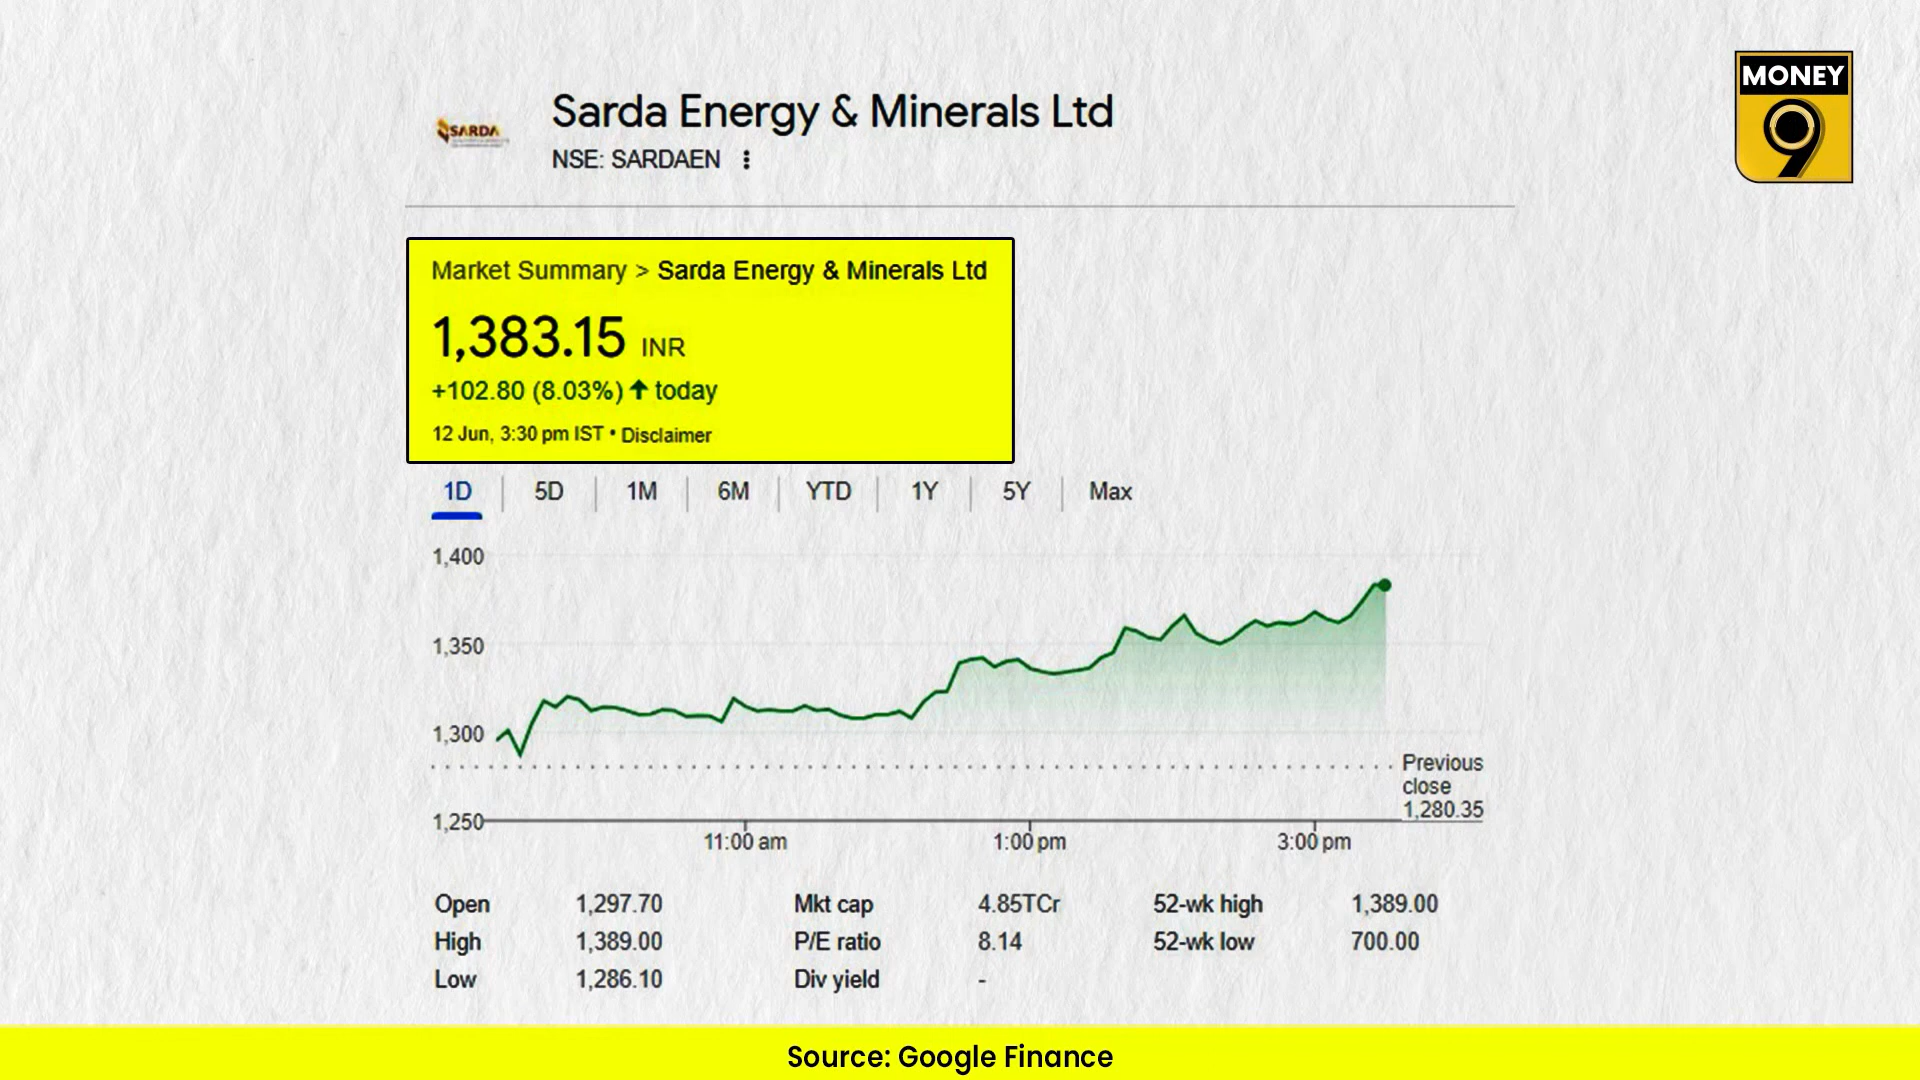 MONEY
9
SARDA
Sarda Energy & Minerals Ltd
NSE: SARDAEN
Market Summary > Sarda Energy & Minerals Ltd
1,383.15 INR
+102.80 (8.03%) ↑ today
12 Jun, 3:30 pm IST • Disclaimer
1D 5D 1M 6M YTD 1Y 5Y Max
1,400
1,350
1,300
1,250
Previous
close
1,280.35
11:00 am 1:00 pm 3:00 pm
Open 1,297.70 Mkt cap 4.85TCr 52-wk high 1,389.00
High 1,389.00 P/E ratio 8.14 52-wk low 700.00
Low 1,286.10 Div yield -
Source: Google Finance